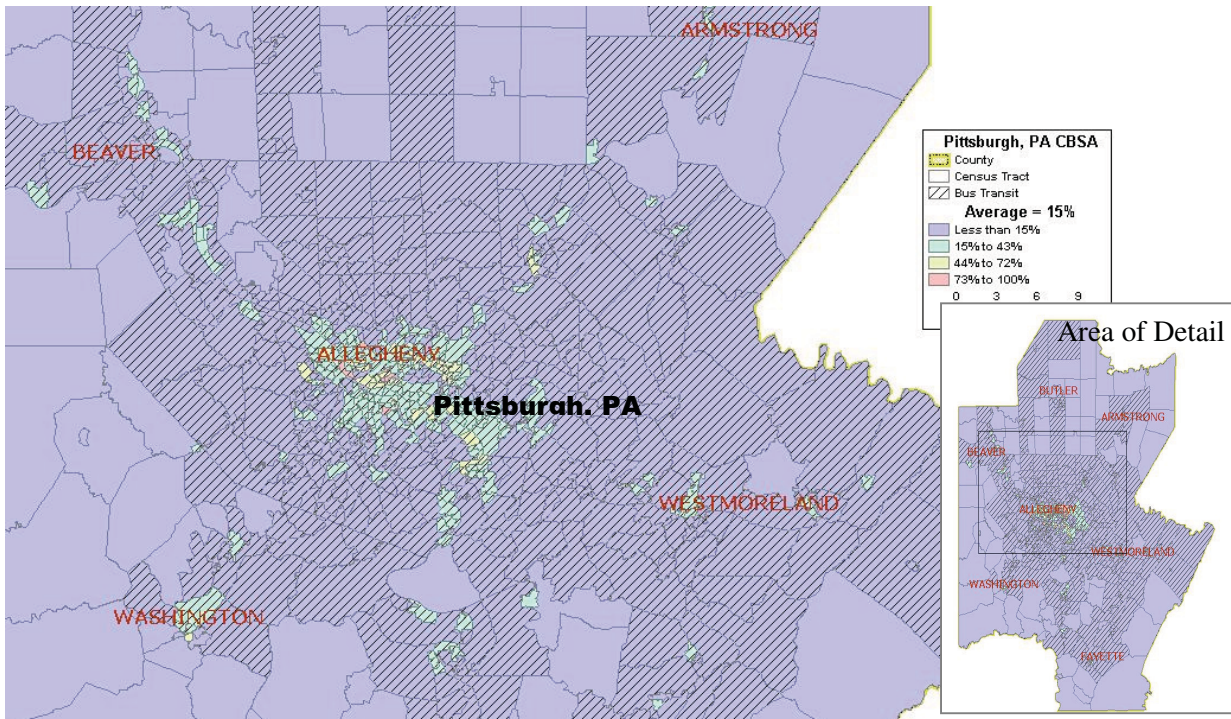 ARMSTRONG
BEAVER
ALLEGHENY
Pittsburgh, PA
WESTMORELAND
WASHINGTON
Pittsburgh, PA CBSA
County
Census Tract
Bus Transit
Average = 15%
Less than 15%
15% to 43%
44% to 72%
73% to 100%
0 3 6 9
Area of Detail
BUTLER
ARMSTRONG
BEAVER
ALLEGHENY
WESTMORELAND
WASHINGTON
FAYETTE